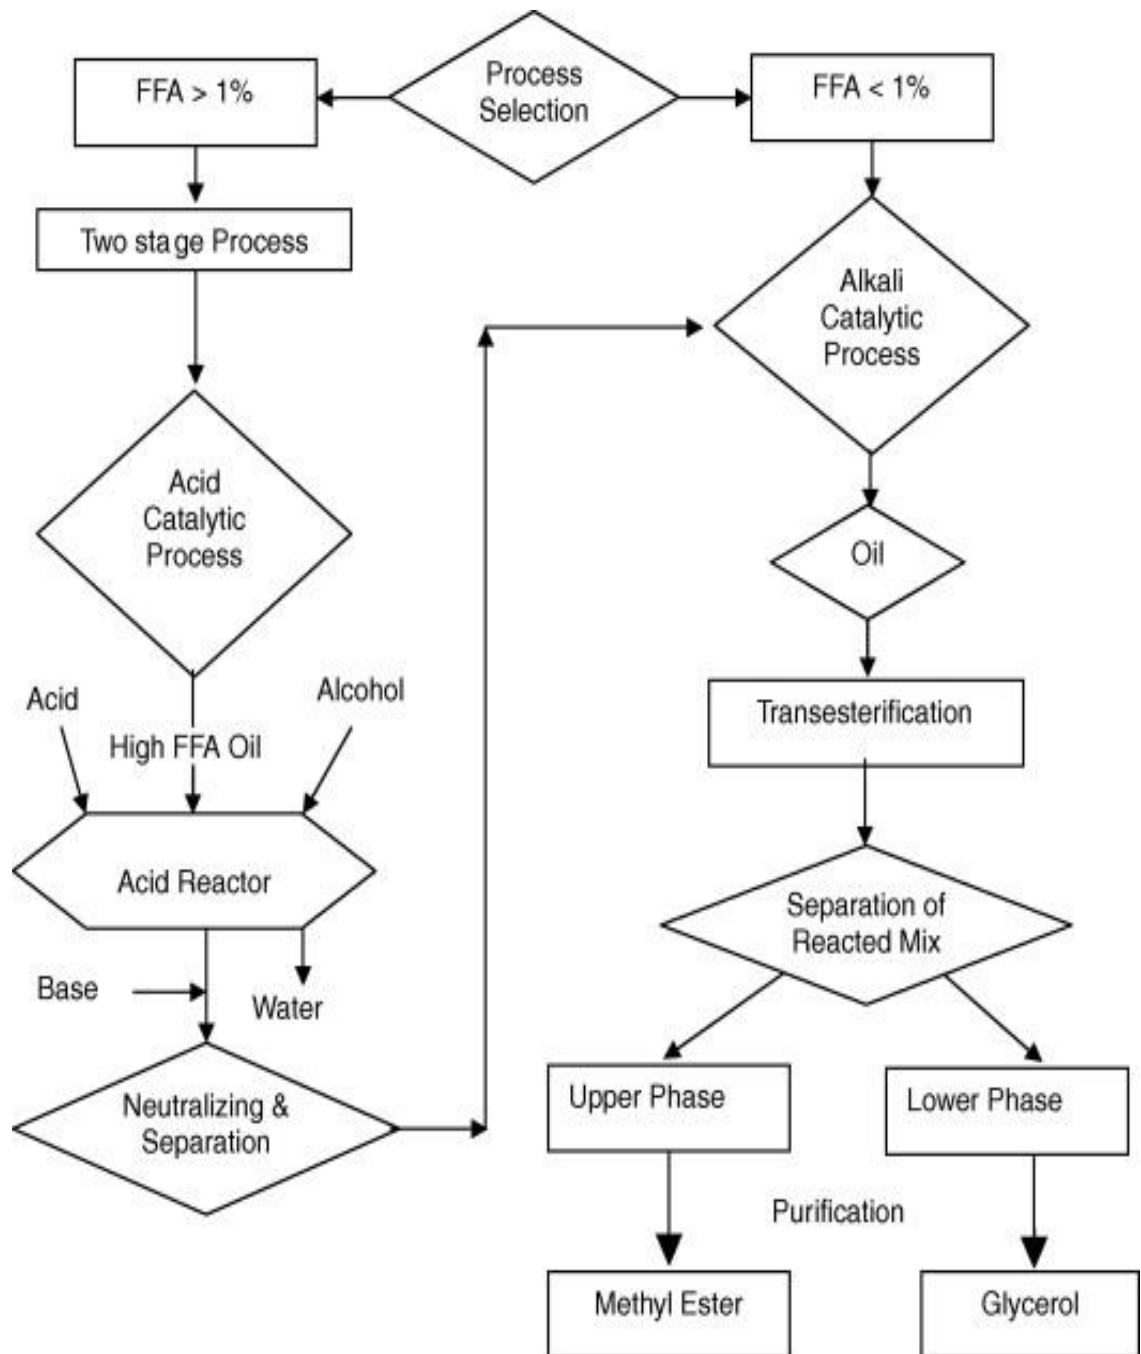 Process
Selection
FFA > 1%
FFA < 1%
Two stage Process
Alkali
Catalytic
Process
Acid
Catalytic
Process
Oil
Acid
Alcohol
High FFA Oil
Transesterification
Acid Reactor
Separation of
Reacted Mix
Base
Water
Neutralizing &
Separation
Upper Phase
Lower Phase
Purification
Methyl Ester
Glycerol